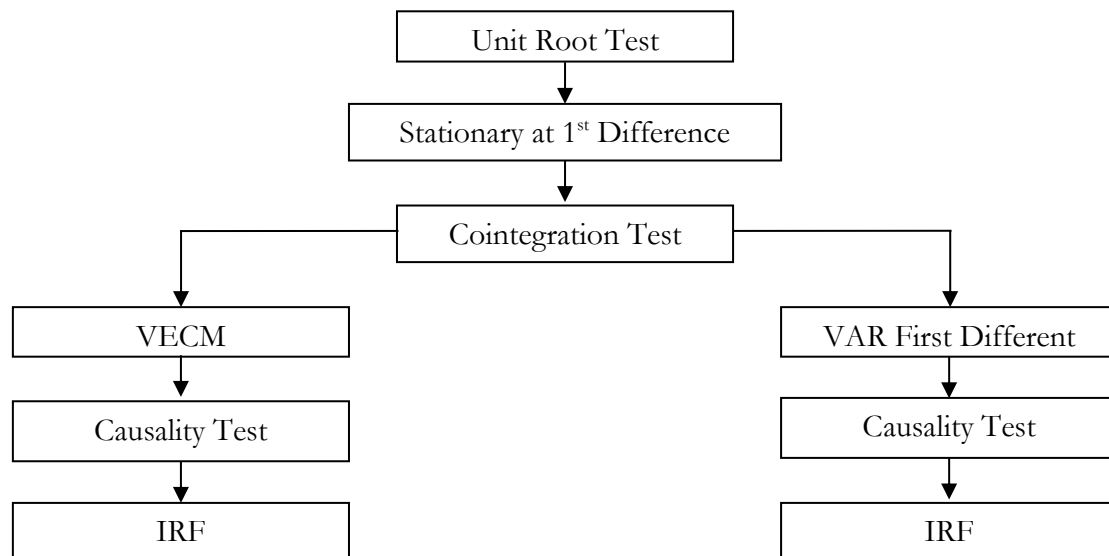 Unit Root Test
Stationary at 1st Difference
Cointegration Test
VECM
VAR First Different
Causality Test
Causality Test
IRF
IRF